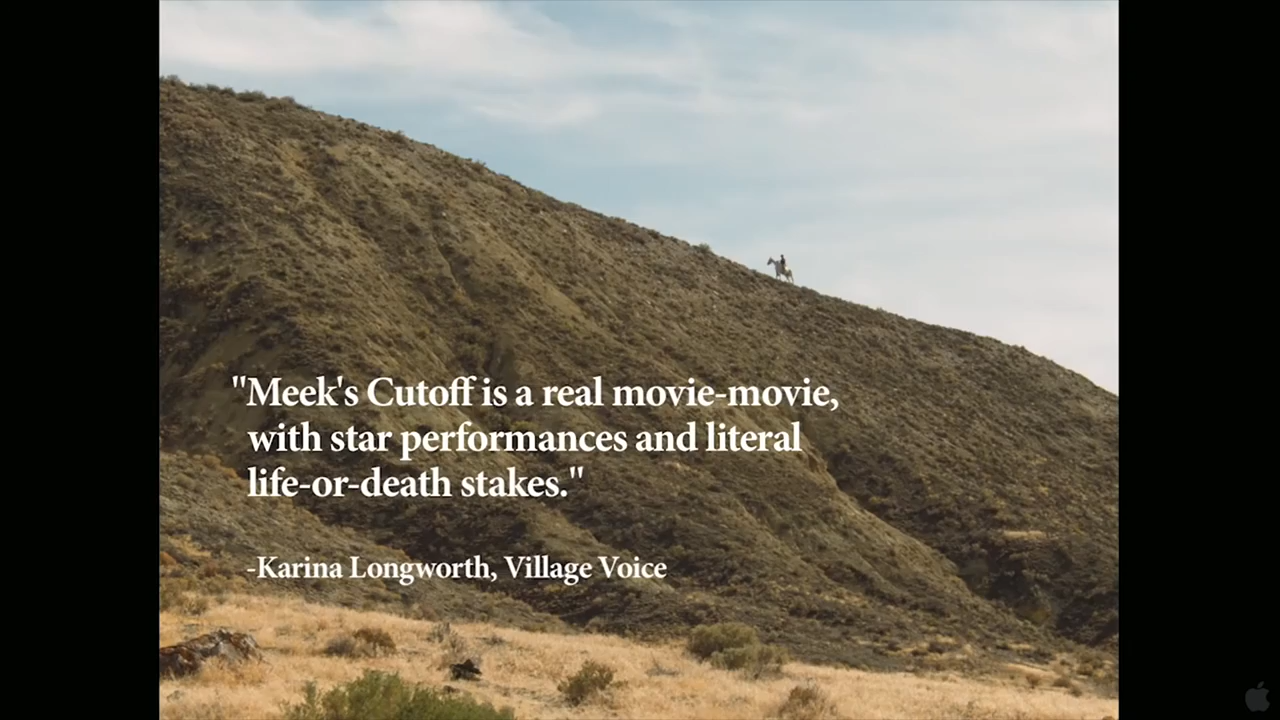 "Meek's Cutoff is a real movie-movie,
with star performances and literal
life-or-death stakes."
-Karina Longworth, Village Voice